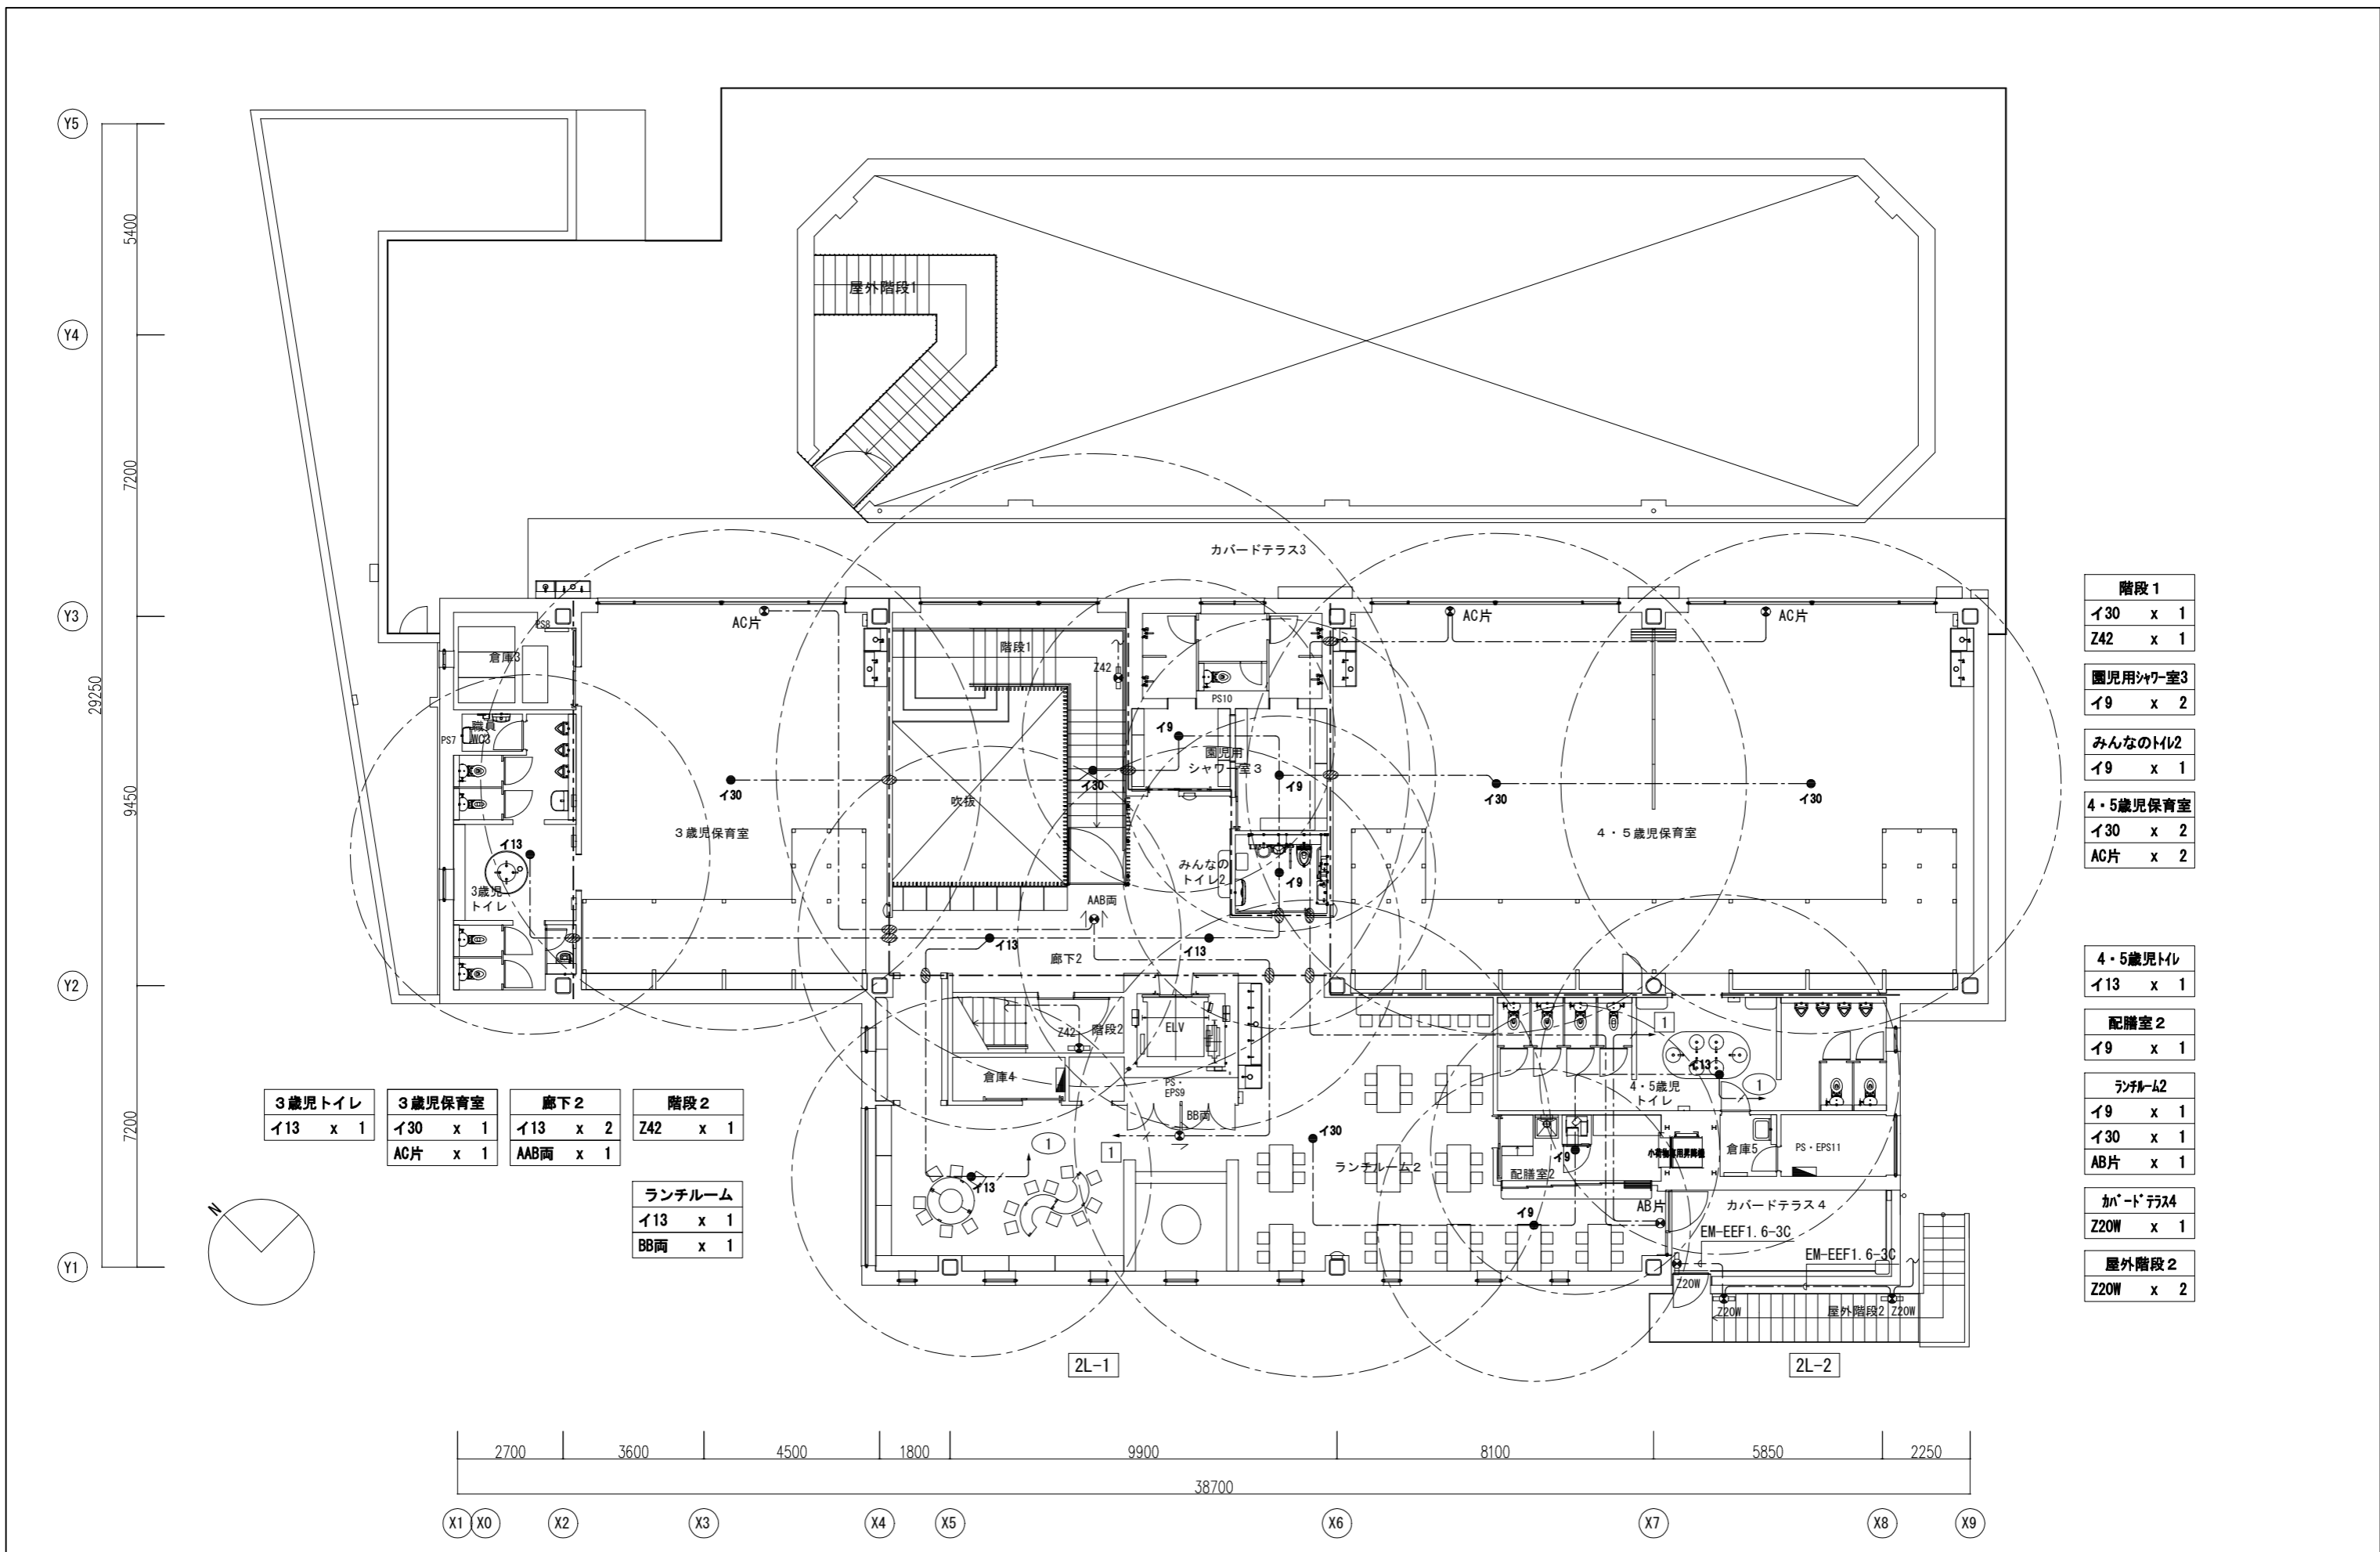 Y5
5400
屋外階段1
Y4
7200
29250
カバードテラス3
Y3
AC片
AC片
AC片
PS8
倉庫3
階段1
Z42
PS10
PS7
職員
WC3
イ9
園児用
シャワー室3
イ30
イ30
イ9
イ30
イ30
吹抜
9450
3歳児保育室
4・5歳児保育室
イ13
3歳児
トイレ
みんなの
トイレ2
イ9
AAB両
イ13
イ13
廊下2
Y2
Z42
階段2
ELV
1
倉庫4
PS・
EPS9
BB両
イ13
4・5歳児
トイレ
1
7200
1
1
イ30
ランチルーム2
イ9
配膳室2
小荷物専用昇降機
倉庫5
PS・EPS11
イ13
イ9
AB片
カバードテラス4
EM-EEF1.6-3C
EM-EEF1.6-3C
Y1
Z20W
Z20W
屋外階段2
Z20W
2L-1
2L-2
N
3歳児トイレ
イ13 x 1
3歳児保育室
イ30 x 1
AC片 x 1
廊下2
イ13 x 2
AAB両 x 1
階段2
Z42 x 1
ランチルーム
イ13 x 1
BB両 x 1
階段1
イ30 x 1
Z42 x 1
園児用シャワー室3
イ9 x 2
みんなのトイレ2
イ9 x 1
4・5歳児保育室
イ30 x 2
AC片 x 2
4・5歳児トイレ
イ13 x 1
配膳室2
イ9 x 1
ランチルーム2
イ9 x 1
イ30 x 1
AB片 x 1
カバードテラス4
Z20W x 1
屋外階段2
Z20W x 2
2700
3600
4500
1800
9900
8100
5850
2250
38700
X1
X0
X2
X3
X4
X5
X6
X7
X8
X9